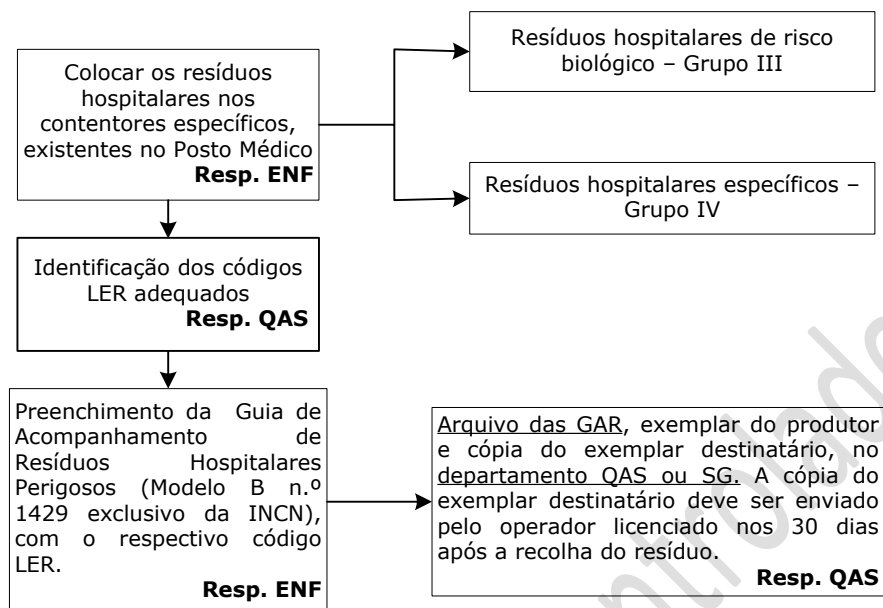 Colocar os resíduos
hospitalares nos
contentores específicos,
existentes no Posto Médico
Resp. ENF
Resíduos hospitalares de risco
biológico – Grupo III
Resíduos hospitalares específicos –
Grupo IV
Identificação dos códigos
LER adequados
Resp. QAS
Preenchimento da Guia de
Acompanhamento de
Resíduos Hospitalares
Perigosos (Modelo B n.º
1429 exclusivo da INCN),
com o respectivo código
LER.
Resp. ENF
Arquivo das GAR, exemplar do produtor
e cópia do exemplar destinatário, no
departamento QAS ou SG. A cópia do
exemplar destinatário deve ser enviado
pelo operador licenciado nos 30 dias
após a recolha do resíduo.
Resp. QAS